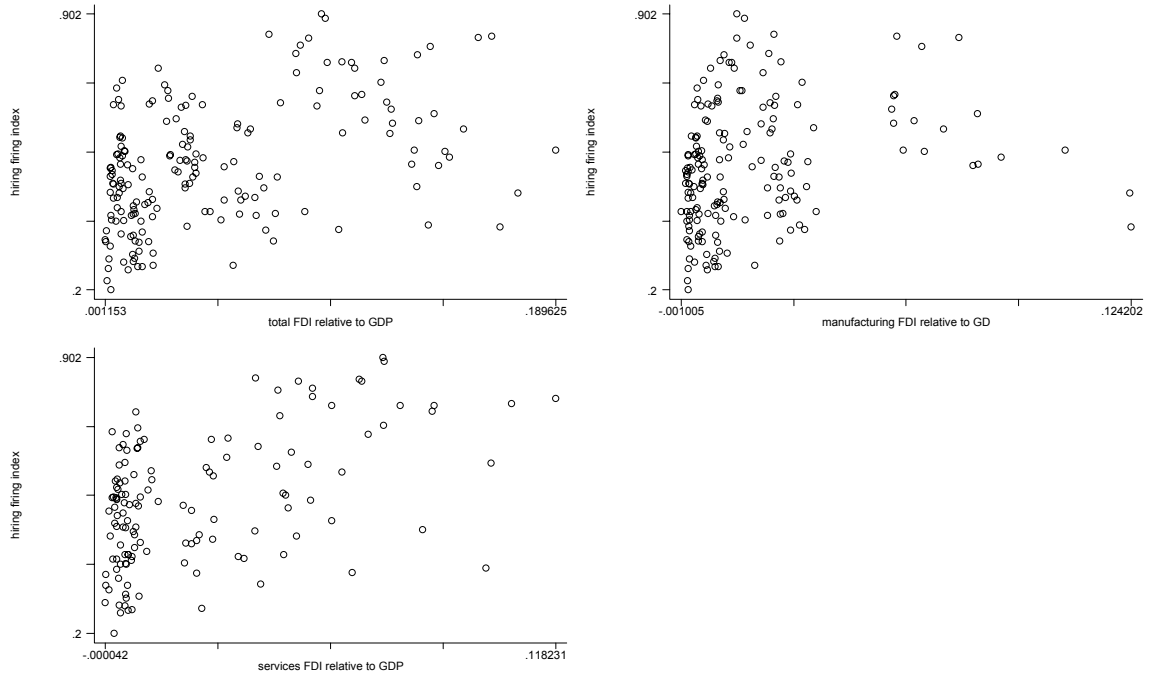 .902
hiring firing index
.2
.001153
.189625
total FDI relative to GDP
.902
hiring firing index
.2
-.001005
.124202
manufacturing FDI relative to GD
.902
hiring firing index
.2
-.000042
.118231
services FDI relative to GDP